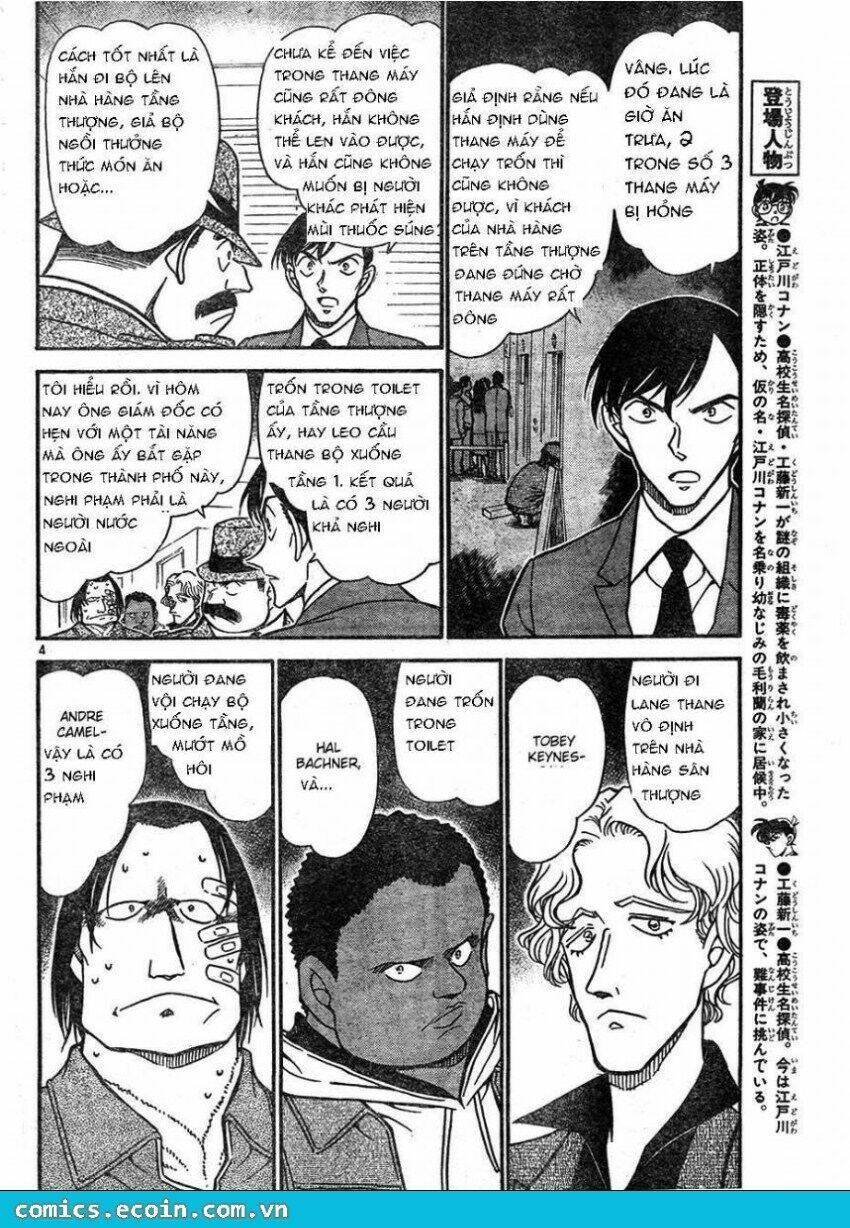 VÂNG. LÚC
ĐÓ ĐANG LÀ
GIỜ ĂN
TRƯA, 2
TRONG SỐ 3
THANG MÁY
BỊ HỎNG
GIẢ ĐỊNH RẰNG NẾU
HẮN ĐỊNH DÙNG
THANG MÁY ĐỂ
CHẠY TRỐN THÌ
CŨNG KHÔNG
ĐƯỢC, VÌ KHÁCH
CỦA NHÀ HÀNG
TRÊN TẦNG THƯỢNG
ĐANG ĐỨNG CHỜ
THANG MÁY RẤT
ĐÔNG
CHƯA KỂ ĐẾN VIỆC
TRONG THANG MÁY
CŨNG RẤT ĐÔNG
KHÁCH, HẮN KHÔNG
THỂ LEN VÀO ĐƯỢC,
VÀ HẮN CŨNG KHÔNG
MUỐN BỊ NGƯỜI
KHÁC PHÁT HIỆN
MÙI THUỐC SÚNG
CÁCH TỐT NHẤT LÀ
HẮN ĐI BỘ LÊN
NHÀ HÀNG TẦNG
THƯỢNG, GIẢ BỘ
NGỒI THƯỞNG
THỨC MÓN ĂN
HOẶC...
TRỐN TRONG TOILET
CỦA TẦNG THƯỢNG
ẤY, HAY LEO CẦU
THANG BỘ XUỐNG
TẦNG 1. KẾT QUẢ
LÀ CÓ 3 NGƯỜI
KHẢ NGHI
TÔI HIỂU RỒI. VÌ HÔM
NAY ÔNG GIÁM ĐỐC CÓ
HẸN VỚI MỘT TÀI NĂNG
MÀ ÔNG ẤY BẮT GẶP
TRONG THÀNH PHỐ NÀY,
NGHI PHẠM PHẢI LÀ
NGƯỜI NƯỚC
NGOÀI
4
NGƯỜI ĐI
LANG THANG
VÔ ĐỊNH
TRÊN NHÀ
HÀNG SÂN
THƯỢNG
TOBEY
KEYNES-
NGƯỜI
ĐANG TRỐN
TRONG
TOILET
HAL
BACHNER,
VÀ...
NGƯỜI ĐANG
VỘI CHẠY BỘ
XUỐNG TẦNG,
MƯỚT MỒ
HÔI
ANDRE
CAMEL-
VẬY LÀ CÓ
3 NGHI
PHẠM
登場人物
●江戸川コナン●高校生名探偵・工藤新一が謎の組織に毒薬を飲まされ小さくなった
姿。正体を隠すため、仮の名・江戸川コナンを名乗り幼なじみの毛利蘭の家に居候中。
●工藤新一●高校生名探偵。今は江戸川
コナンの姿で、難事件に挑んでいる。
comics.ecoin.com.vn